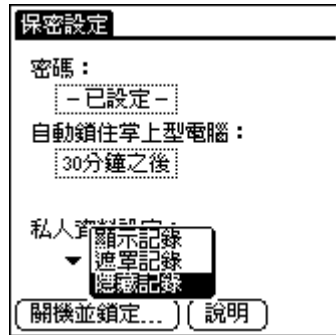 保密設定
密碼：
－已設定－
自動鎖住掌上型電腦：
30分鐘之後
私人資料設定：
顯示記錄
遮罩記錄
隱藏記錄
關機並鎖定...
說明